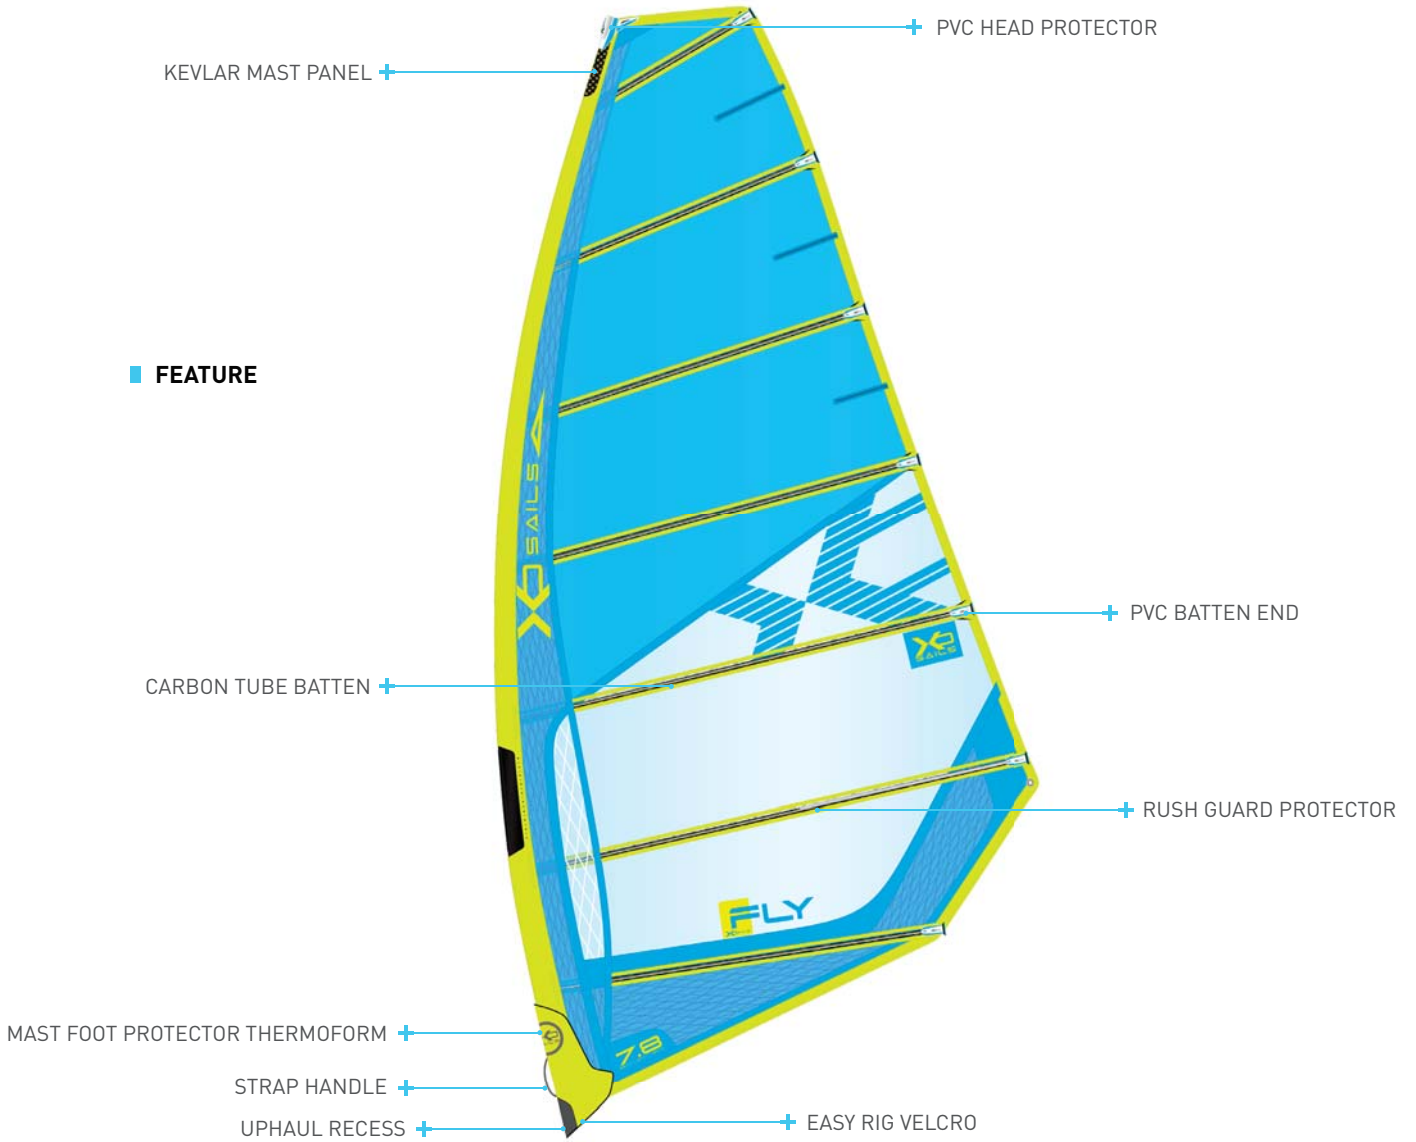 PVC HEAD PROTECTOR
KEVLAR MAST PANEL
FEATURE
XO SAILS
PVC BATTEN END
XO
SAILS
CARBON TUBE BATTEN
RUSH GUARD PROTECTOR
FLY
MAST FOOT PROTECTOR THERMOFORM
7,8
STRAP HANDLE
EASY RIG VELCRO
UPHAUL RECESS